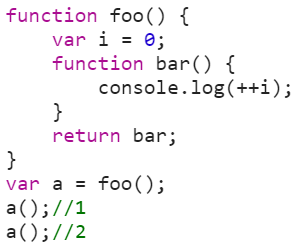 function foo() {
    var i = 0;
    function bar() {
        console.log(++i);
    }
    return bar;
}
var a = foo();
a();//1
a();//2